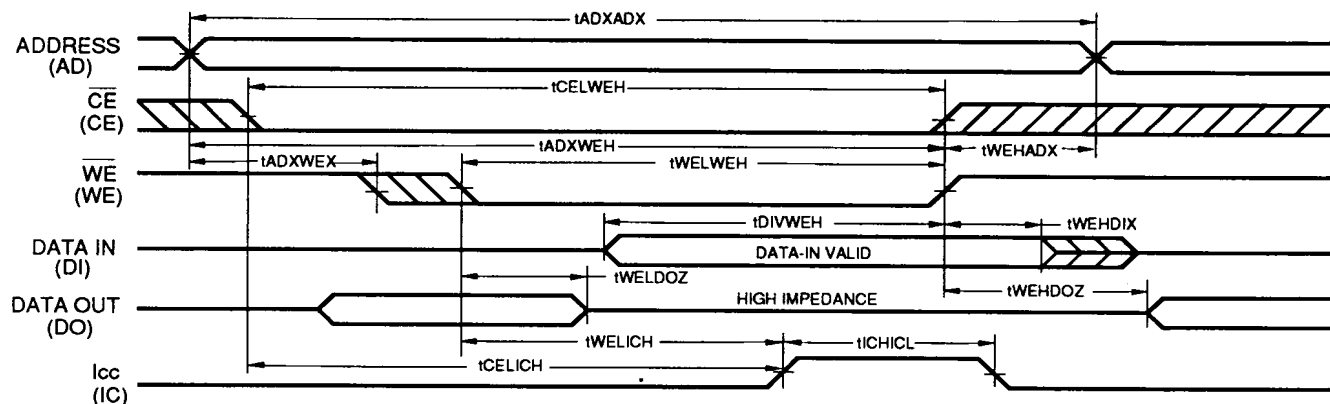 tADXADX
ADDRESS
(AD)
tCELWEH
CE
(CE)
tADXWEH
tADXWEX
tWELWEH
tWEHADX
WE
(WE)
tDIVWEH
tWEHDIX
DATA IN
(DI)
DATA-IN VALID
tWELDOZ
tWEHDOZ
DATA OUT
(DO)
HIGH IMPEDANCE
tWELICH
tICHICL
tCELICH
Icc
(IC)